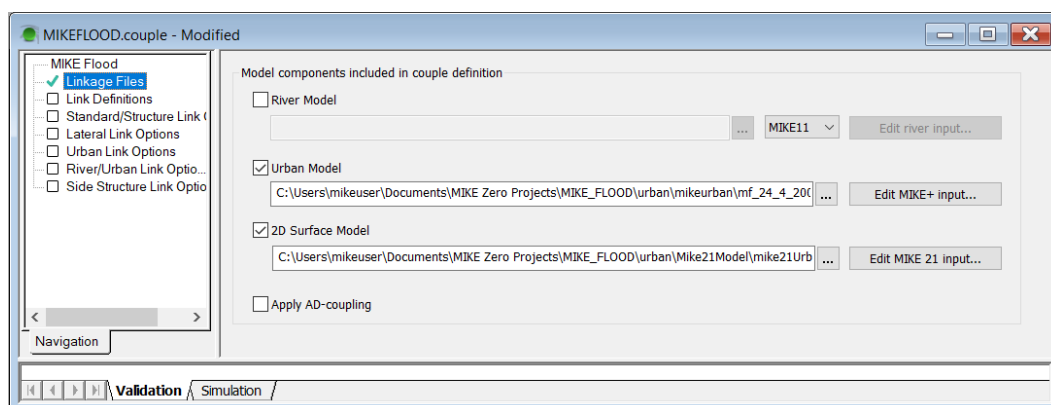 MIKEFLOOD.couple - Modified
MIKE Flood
Linkage Files
Link Definitions
Standard/Structure Link (
Lateral Link Options
Urban Link Options
River/Urban Link Optio...
Side Structure Link Optio
Navigation
Model components included in couple definition
River Model
... MIKE11 Edit river input...
Urban Model
C:\Users\mikeuser\Documents\MIKE Zero Projects\MIKE_FLOOD\urban\mikeurban\mf_24_4_20( ... Edit MIKE+ input...
2D Surface Model
C:\Users\mikeuser\Documents\MIKE Zero Projects\MIKE_FLOOD\urban\Mike21Model\mike21Urb ... Edit MIKE 21 input...
Apply AD-coupling
Validation Simulation